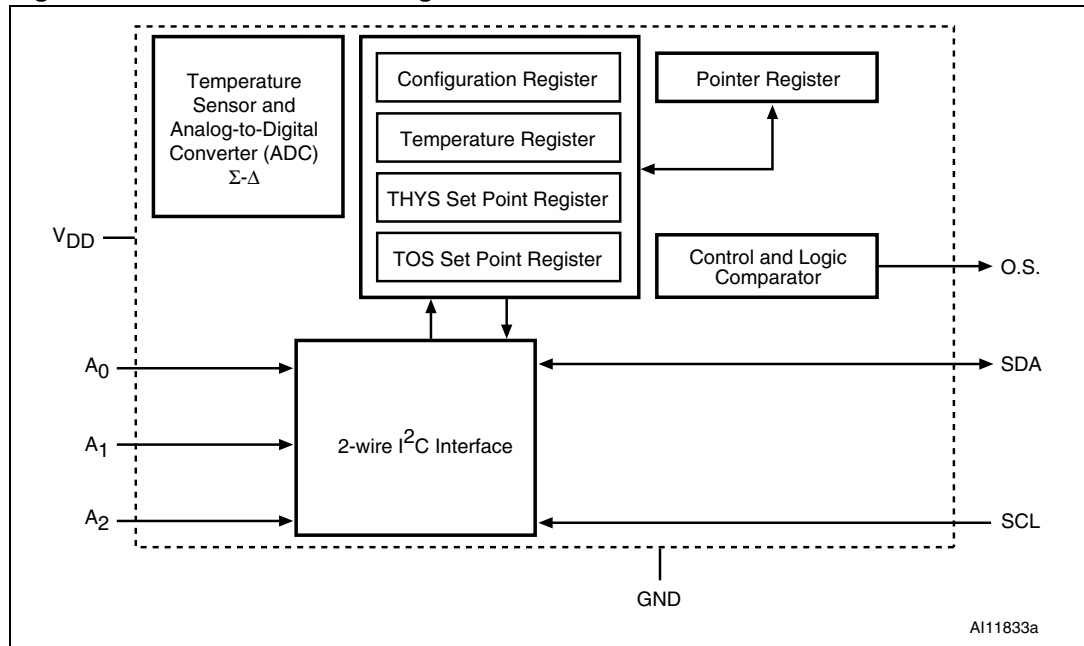 Temperature
Sensor and
Analog-to-Digital
Converter (ADC)
Σ-Δ
Configuration Register
Temperature Register
THYS Set Point Register
TOS Set Point Register
Pointer Register
Control and Logic
Comparator
VDD
O.S.
A0
A1
A2
2-wire I2C Interface
SDA
SCL
GND
AI11833a